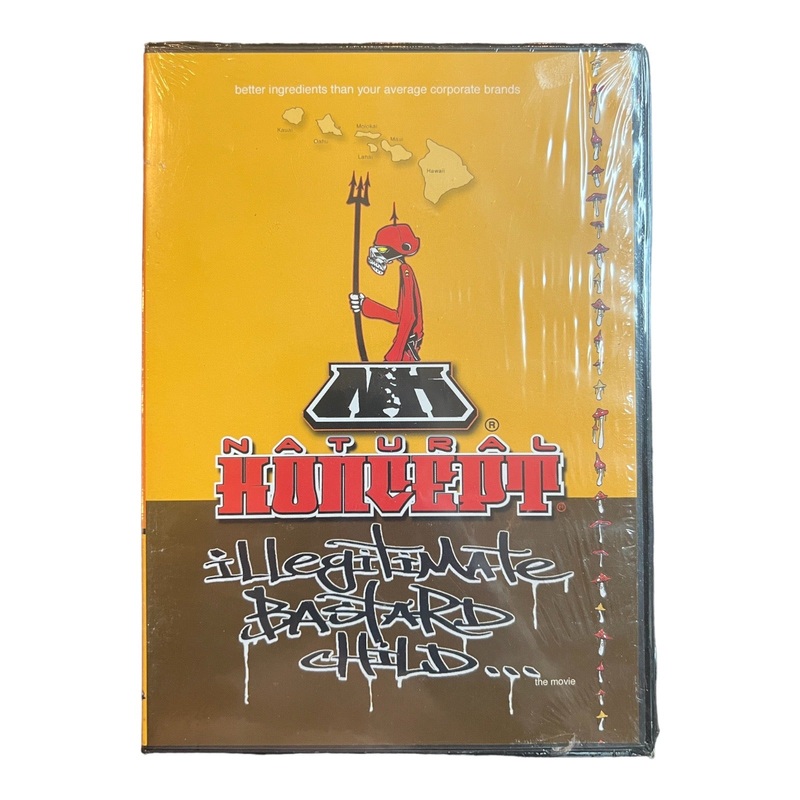 better ingredients than your average corporate brands
Kauai
Oahu
Molokai
Maui
Lanai
Hawaii
NK
®
NATURAL
KONCEPT
illegitimate
BASTARD
CHILD...
the movie